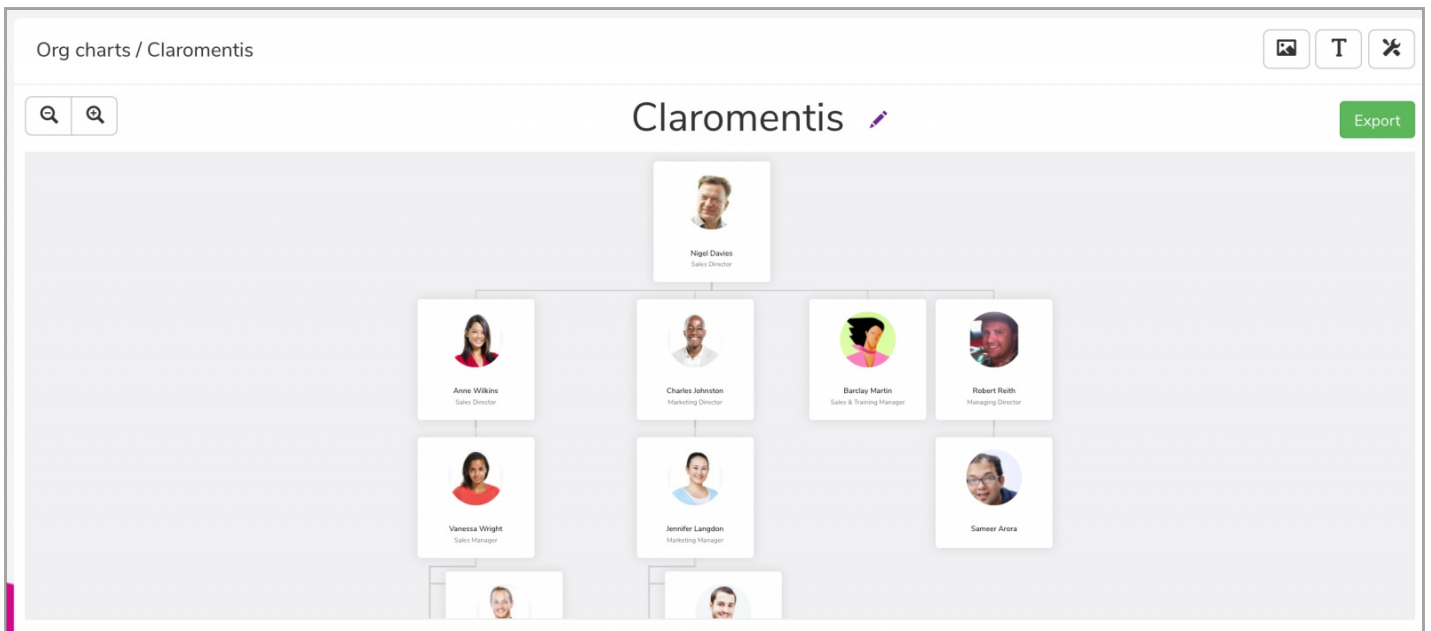 Org charts / Claromentis
T
Claromentis
Export
Nigel Davies
Sales Director
Anne Wilkins
Sales Director
Charles Johnston
Marketing Director
Barclay Martin
Sales & Training Manager
Robert Reith
Managing Director
Vanessa Wright
Sales Manager
Jennifer Langdon
Marketing Manager
Sameer Arora